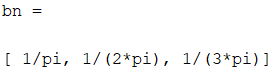 bn =
[ 1/pi, 1/(2*pi), 1/(3*pi)]